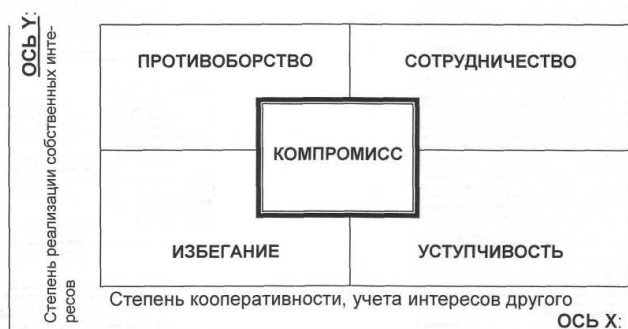 ОСЬ Y:
Степень реализации собственных инте-
ресов
ПРОТИВОБОРСТВО
СОТРУДНИЧЕСТВО
КОМПРОМИСС
ИЗБЕГАНИЕ
УСТУПЧИВОСТЬ
Степень кооперативности, учета интересов другого
ОСЬ X: